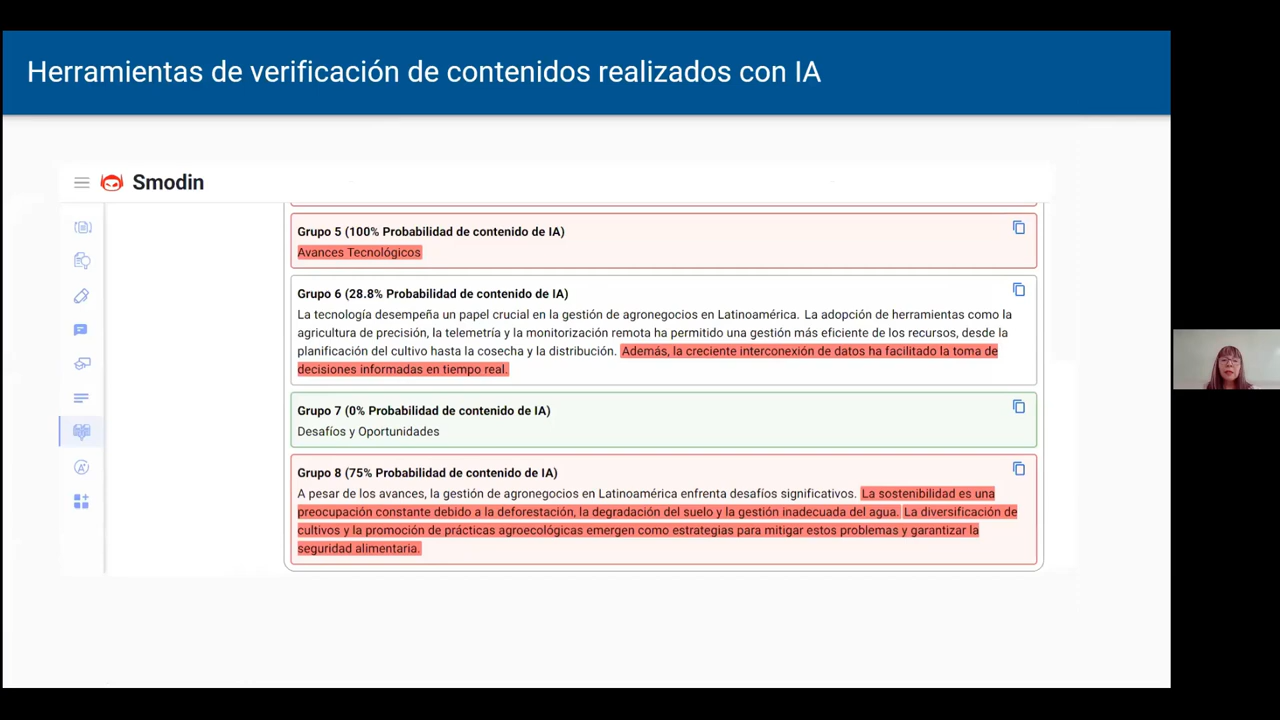 Herramientas de verificación de contenidos realizados con IA
Smodin
Grupo 5 (100% Probabilidad de contenido de IA)
Avances Tecnológicos
Grupo 6 (28.8% Probabilidad de contenido de IA)
La tecnología desempeña un papel crucial en la gestión de agronegocios en Latinoamérica. La adopción de herramientas como la
agricultura de precisión, la telemetría y la monitorización remota ha permitido una gestión más eficiente de los recursos, desde la
planificación del cultivo hasta la cosecha y la distribución. Además, la creciente interconexión de datos ha facilitado la toma de
decisiones informadas en tiempo real.
Grupo 7 (0% Probabilidad de contenido de IA)
Desafíos y Oportunidades
Grupo 8 (75% Probabilidad de contenido de IA)
A pesar de los avances, la gestión de agronegocios en Latinoamérica enfrenta desafíos significativos. La sostenibilidad es una
preocupación constante debido a la deforestación, la degradación del suelo y la gestión inadecuada del agua. La diversificación de
cultivos y la promoción de prácticas agroecológicas emergen como estrategias para mitigar estos problemas y garantizar la
seguridad alimentaria.